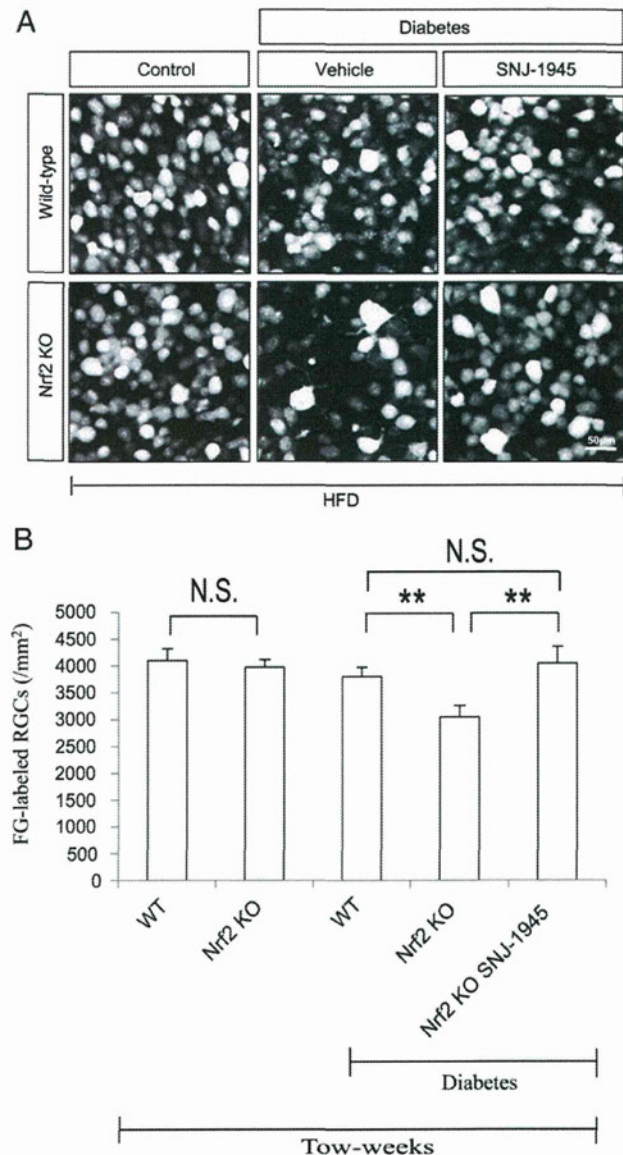 A
Diabetes
Control
Vehicle
SNJ-1945
Wild-type
Nrf2 KO
50μm
HFD
B
N.S.
N.S.
**
**
FG-labeled RGCs (/mm²)
5000
4500
4000
3500
3000
2500
2000
1500
1000
500
0
WT
Nrf2 KO
WT
Nrf2 KO
Nrf2 KO SNJ-1945
Diabetes
Tow-weeks